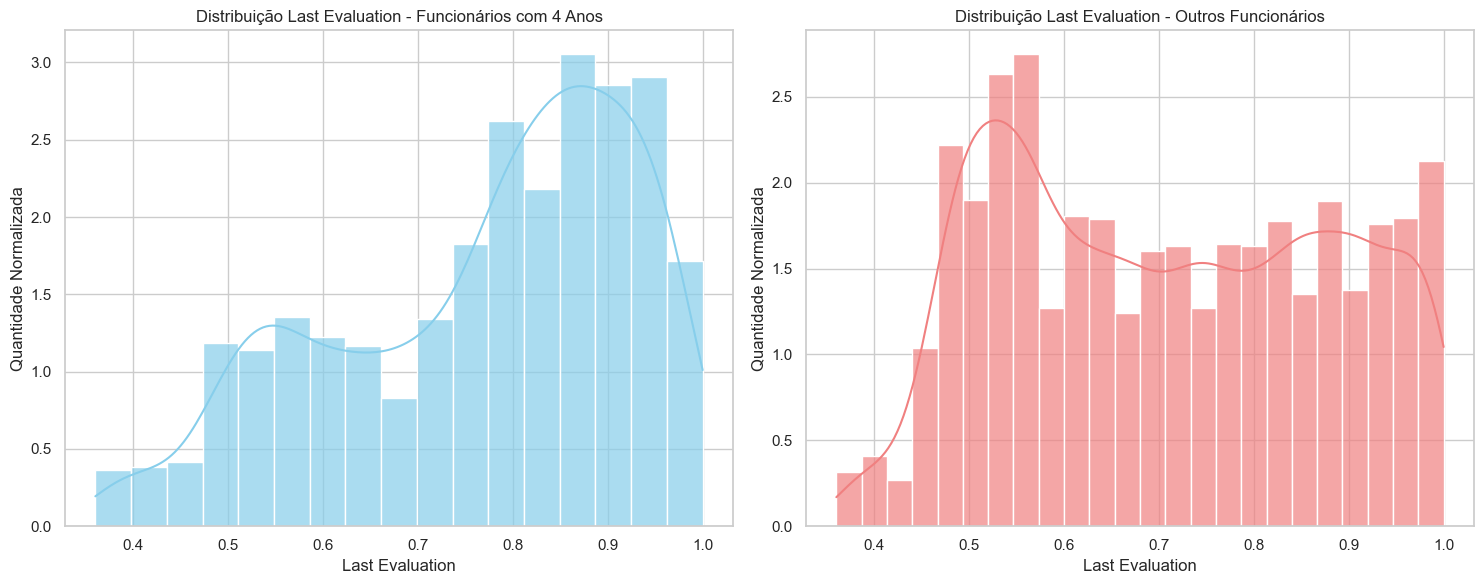 Distribuição Last Evaluation - Funcionários com 4 Anos
Quantidade Normalizada
3.0
2.5
2.0
1.5
1.0
0.5
0.0
0.4 0.5 0.6 0.7 0.8 0.9 1.0
Last Evaluation
Distribuição Last Evaluation - Outros Funcionários
Quantidade Normalizada
2.5
2.0
1.5
1.0
0.5
0.0
0.4 0.5 0.6 0.7 0.8 0.9 1.0
Last Evaluation